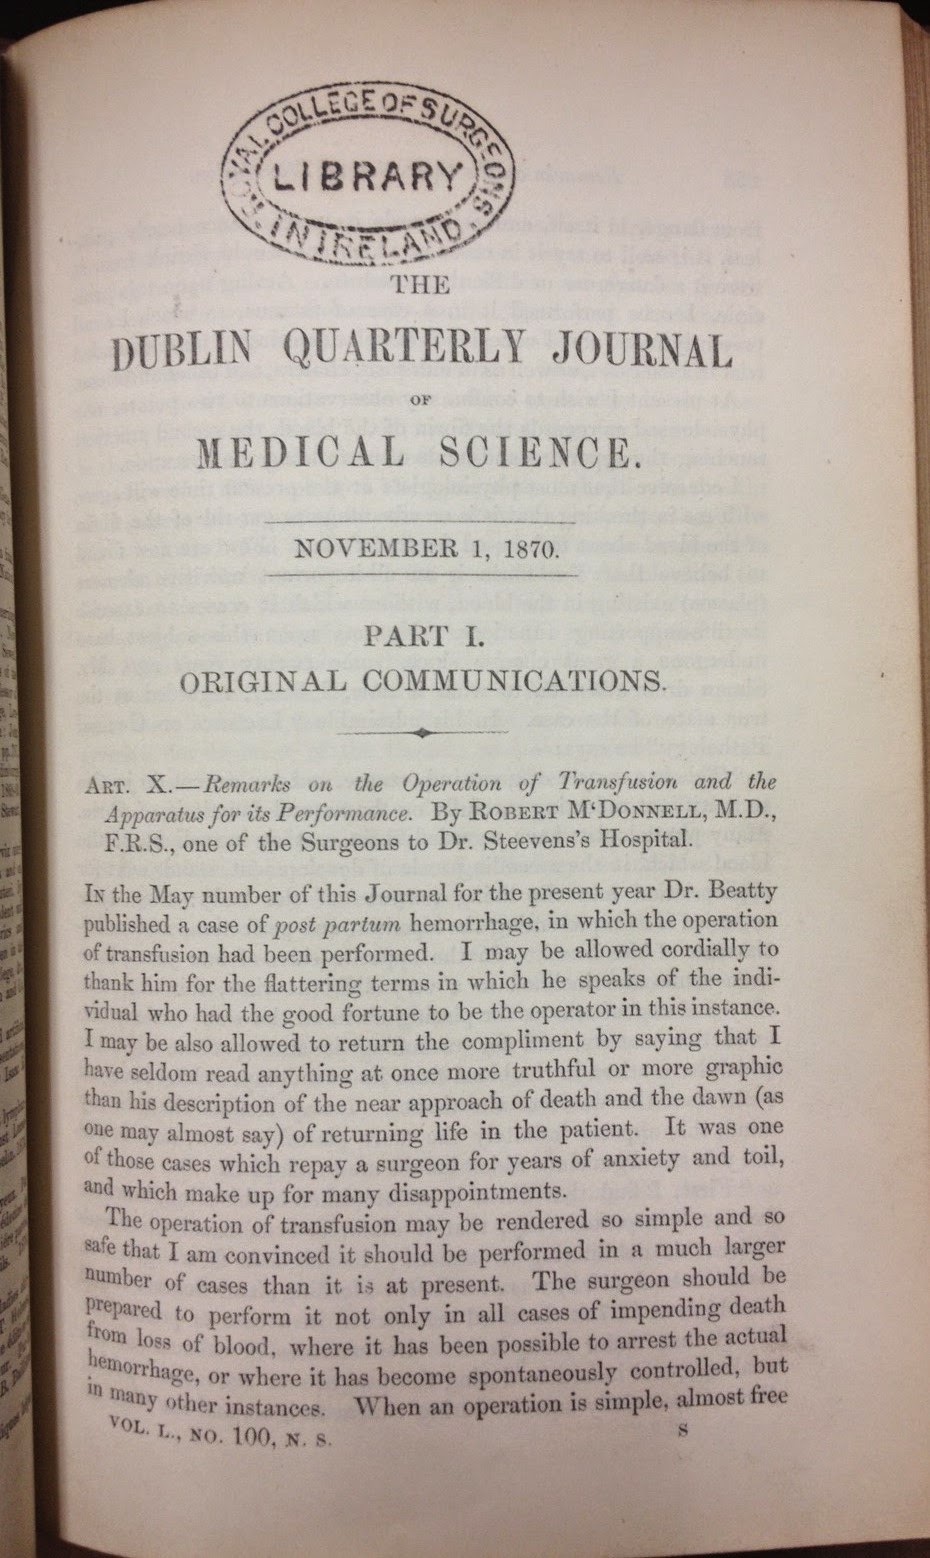 ROYAL COLLEGE OF SURGEONS
LIBRARY
IN IRELAND
THE
DUBLIN QUARTERLY JOURNAL
OF
MEDICAL SCIENCE.
NOVEMBER 1, 1870.
PART I.
ORIGINAL COMMUNICATIONS.
ART. X.—Remarks on the Operation of Transfusion and the
Apparatus for its Performance. By ROBERT M‘DONNELL, M.D.,
F.R.S., one of the Surgeons to Dr. Steevens's Hospital.
IN the May number of this Journal for the present year Dr. Beatty
published a case of post partum hemorrhage, in which the operation
of transfusion had been performed. I may be allowed cordially to
thank him for the flattering terms in which he speaks of the indi-
vidual who had the good fortune to be the operator in this instance.
I may be also allowed to return the compliment by saying that I
have seldom read anything at once more truthful or more graphic
than his description of the near approach of death and the dawn (as
one may almost say) of returning life in the patient. It was one
of those cases which repay a surgeon for years of anxiety and toil,
and which make up for many disappointments.
The operation of transfusion may be rendered so simple and so
safe that I am convinced it should be performed in a much larger
number of cases than it is at present. The surgeon should be
prepared to perform it not only in all cases of impending death
from loss of blood, where it has been possible to arrest the actual
hemorrhage, or where it has become spontaneously controlled, but
in many other instances. When an operation is simple, almost free
VOL. L., NO. 100, N. S. S